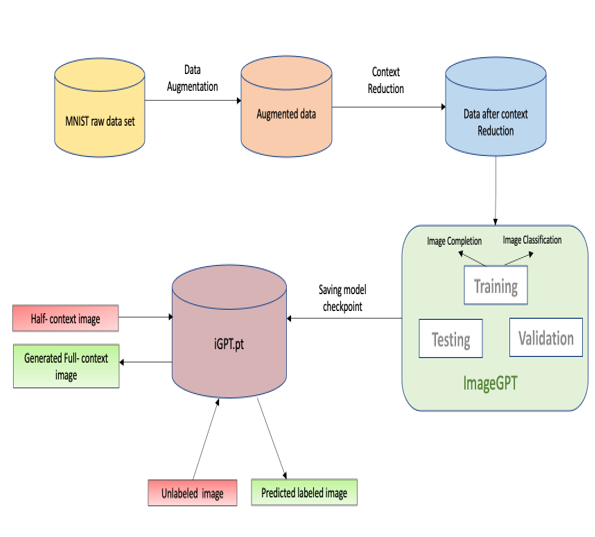 Data
Augmentation
Context
Reduction
MNIST raw data set
Augmented data
Data after context
Reduction
Image Completion
Image Classification
Training
Testing
Validation
ImageGPT
Saving model
checkpoint
iGPT.pt
Half- context image
Generated Full- context
image
Unlabeled image
Predicted labeled image